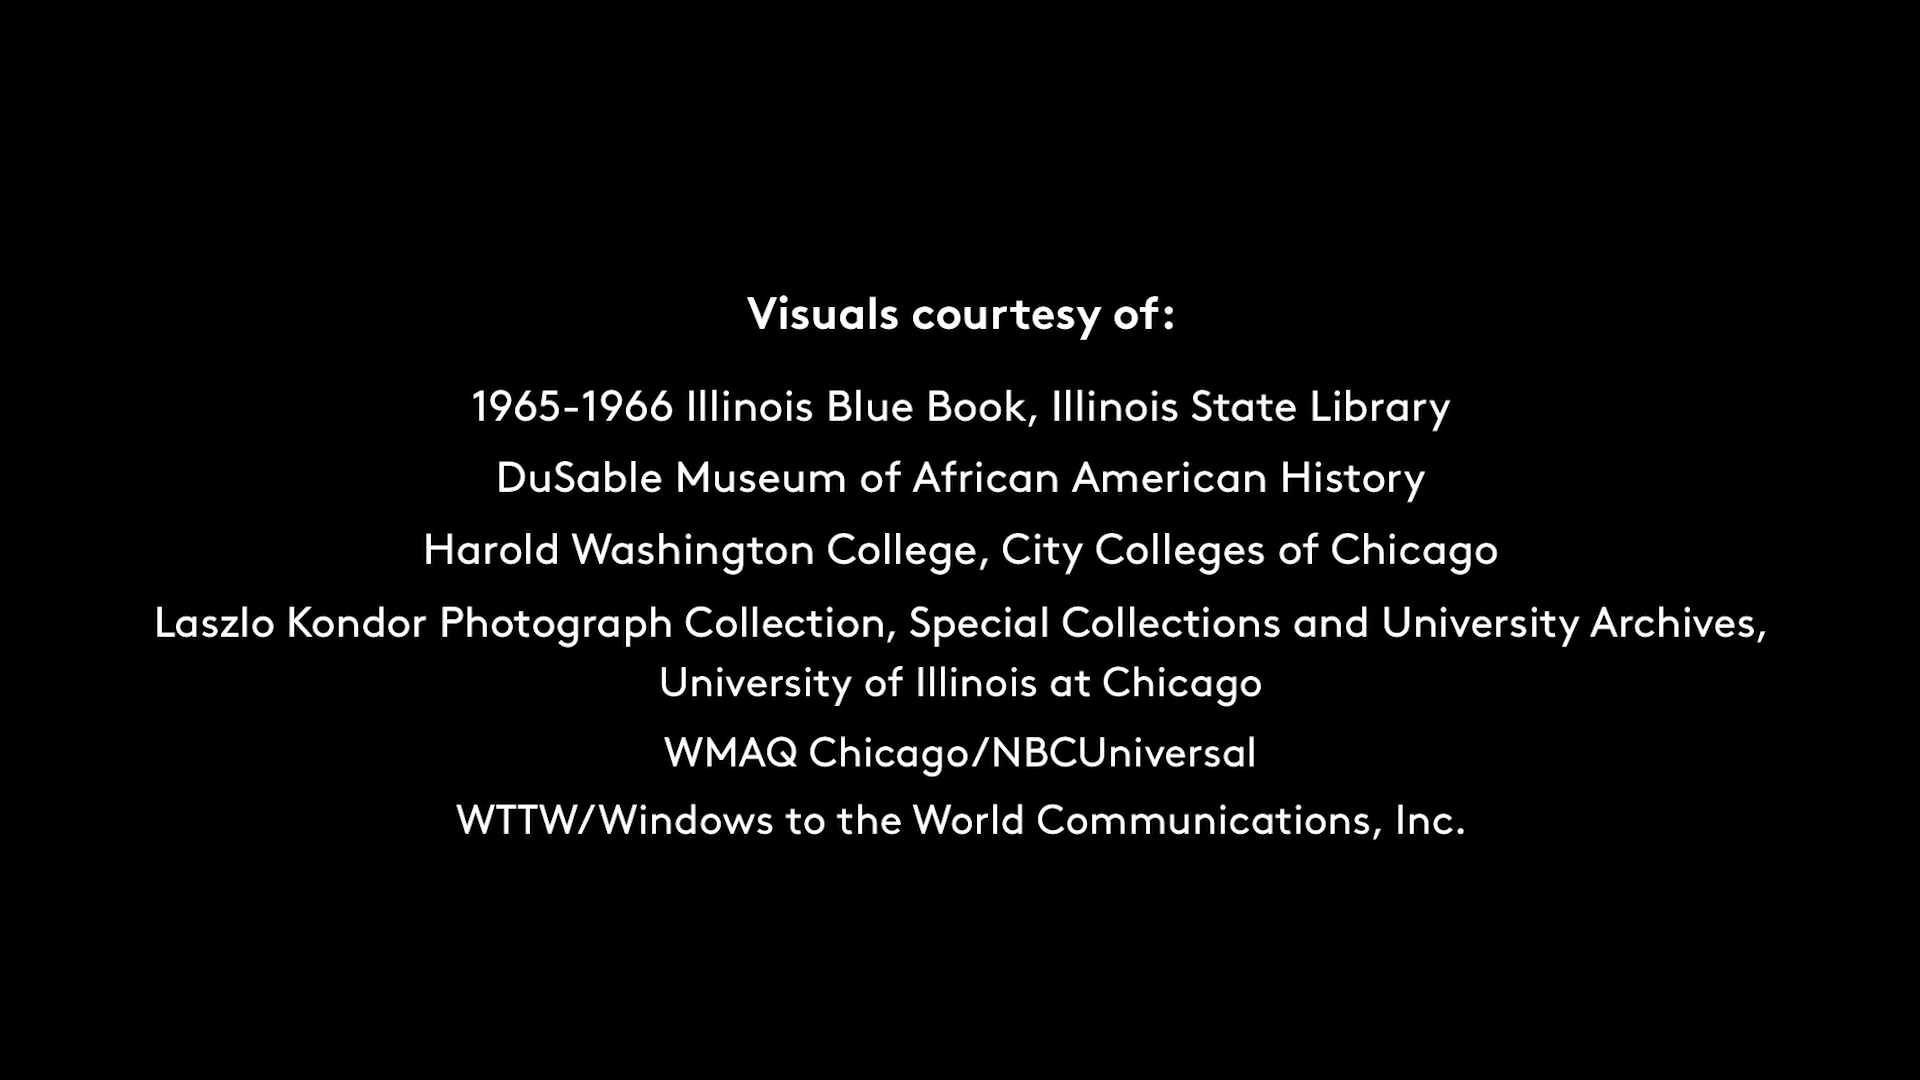 Visuals courtesy of:
1965-1966 Illinois Blue Book, Illinois State Library
DuSable Museum of African American History
Harold Washington College, City Colleges of Chicago
Laszlo Kondor Photograph Collection, Special Collections and University Archives,
University of Illinois at Chicago
WMAQ Chicago/NBCUniversal
WTTW/Windows to the World Communications, Inc.